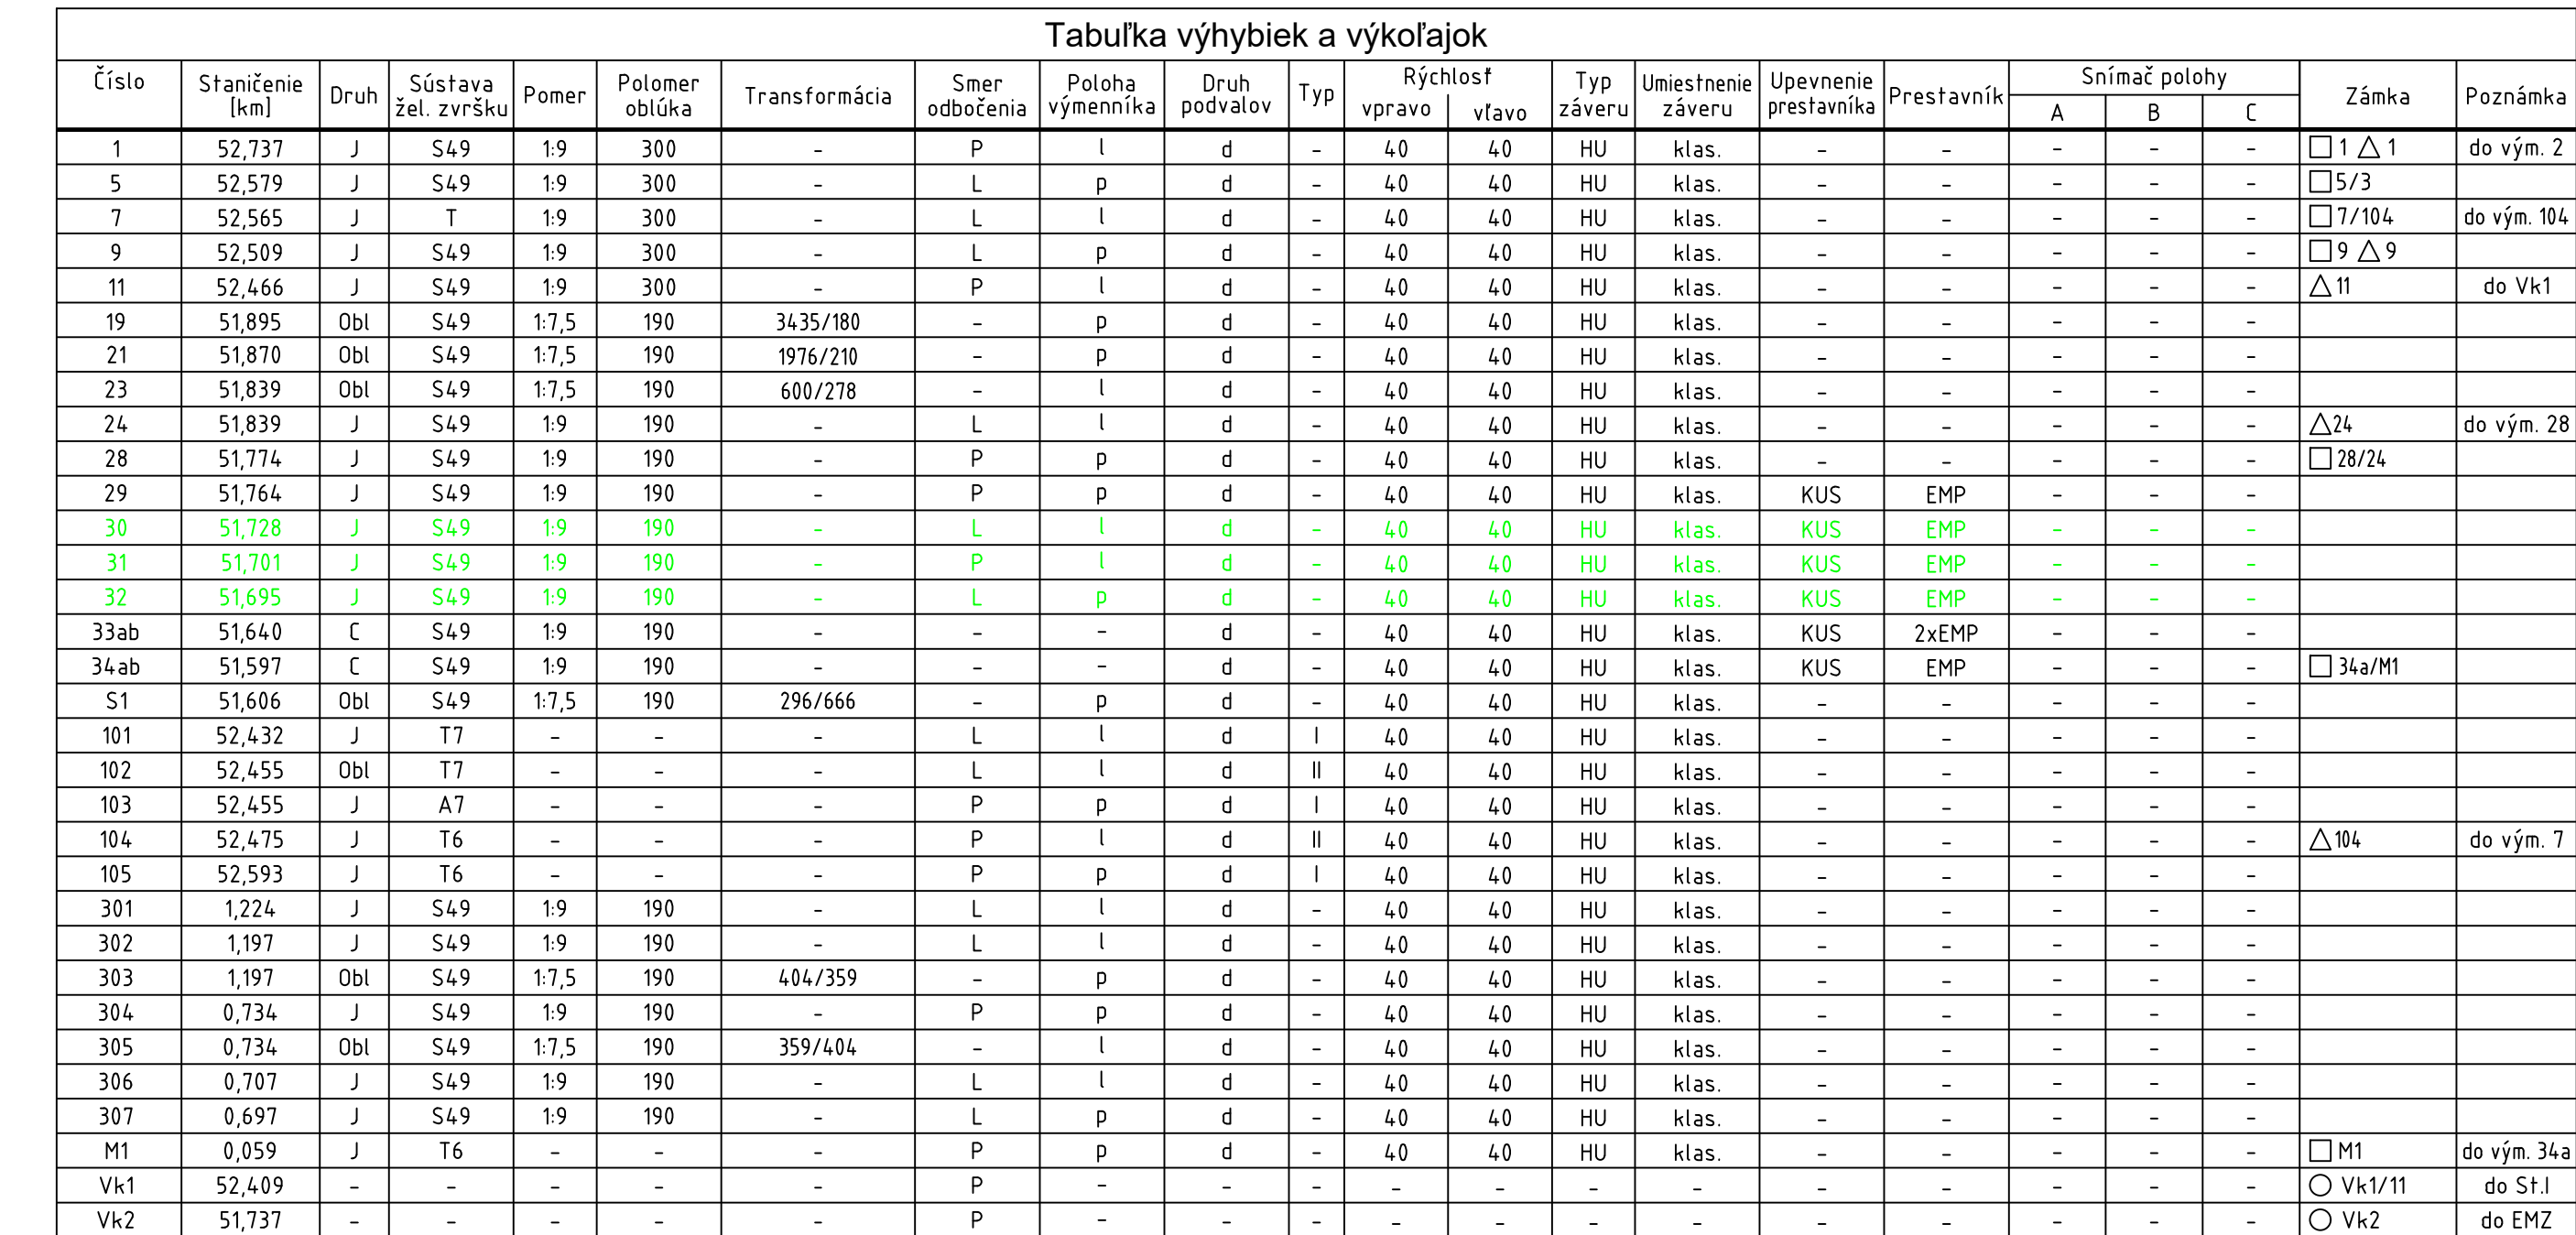 Tabuľka výhybiek a výkoľajok
Číslo Staničenie [km] Druh Sústava žel. zvršku Pomer Polomer oblúka Transformácia Smer odbočenia Poloha výmenníka Druh podvalov Typ Rýchlosť vpravo vľavo Typ záveru Umiestnenie záveru Upevnenie prestavníka Prestavník Snímač polohy A B C Zámka Poznámka
1 52,737 J S49 1:9 300 - P l d - 40 40 HU klas. - - - - - □ 1 △ 1 do vým. 2
5 52,579 J S49 1:9 300 - L p d - 40 40 HU klas. - - - - - □ 5/3
7 52,565 J T 1:9 300 - L l d - 40 40 HU klas. - - - - - □ 7/104 do vým. 104
9 52,509 J S49 1:9 300 - L p d - 40 40 HU klas. - - - - - □ 9 △ 9
11 52,466 J S49 1:9 300 - P l d - 40 40 HU klas. - - - - - △ 11 do Vk1
19 51,895 Obl S49 1:7,5 190 3435/180 - p d - 40 40 HU klas. - - - - -
21 51,870 Obl S49 1:7,5 190 1976/210 - p d - 40 40 HU klas. - - - - -
23 51,839 Obl S49 1:7,5 190 600/278 - l d - 40 40 HU klas. - - - - -
24 51,839 J S49 1:9 190 - L l d - 40 40 HU klas. - - - - - △24 do vým. 28
28 51,774 J S49 1:9 190 - P p d - 40 40 HU klas. - - - - - □ 28/24
29 51,764 J S49 1:9 190 - P p d - 40 40 HU klas. KUS EMP - - -
30 51,728 J S49 1:9 190 - L l d - 40 40 HU klas. KUS EMP - - -
31 51,701 J S49 1:9 190 - P l d - 40 40 HU klas. KUS EMP - - -
32 51,695 J S49 1:9 190 - L p d - 40 40 HU klas. KUS EMP - - -
33ab 51,640 C S49 1:9 190 - - - d - 40 40 HU klas. KUS 2xEMP - - -
34ab 51,597 C S49 1:9 190 - - - d - 40 40 HU klas. KUS EMP - - - □ 34a/M1
S1 51,606 Obl S49 1:7,5 190 296/666 - p d - 40 40 HU klas. - - - - -
101 52,432 J T7 - - - L l d I 40 40 HU klas. - - - - -
102 52,455 Obl T7 - - - L l d II 40 40 HU klas. - - - - -
103 52,455 J A7 - - - P p d I 40 40 HU klas. - - - - -
104 52,475 J T6 - - - P l d II 40 40 HU klas. - - - - - △104 do vým. 7
105 52,593 J T6 - - - P p d I 40 40 HU klas. - - - - -
301 1,224 J S49 1:9 190 - L l d - 40 40 HU klas. - - - - -
302 1,197 J S49 1:9 190 - L l d - 40 40 HU klas. - - - - -
303 1,197 Obl S49 1:7,5 190 404/359 - p d - 40 40 HU klas. - - - - -
304 0,734 J S49 1:9 190 - P p d - 40 40 HU klas. - - - - -
305 0,734 Obl S49 1:7,5 190 359/404 - l d - 40 40 HU klas. - - - - -
306 0,707 J S49 1:9 190 - L l d - 40 40 HU klas. - - - - -
307 0,697 J S49 1:9 190 - L p d - 40 40 HU klas. - - - - -
M1 0,059 J T6 - - - P p d - 40 40 HU klas. - - - - - □ M1 do vým. 34a
Vk1 52,409 - - - - - P - - - - - - - - - - - - ○ Vk1/11 do St.I
Vk2 51,737 - - - - - P - - - - - - - - - - - - ○ Vk2 do EMZ